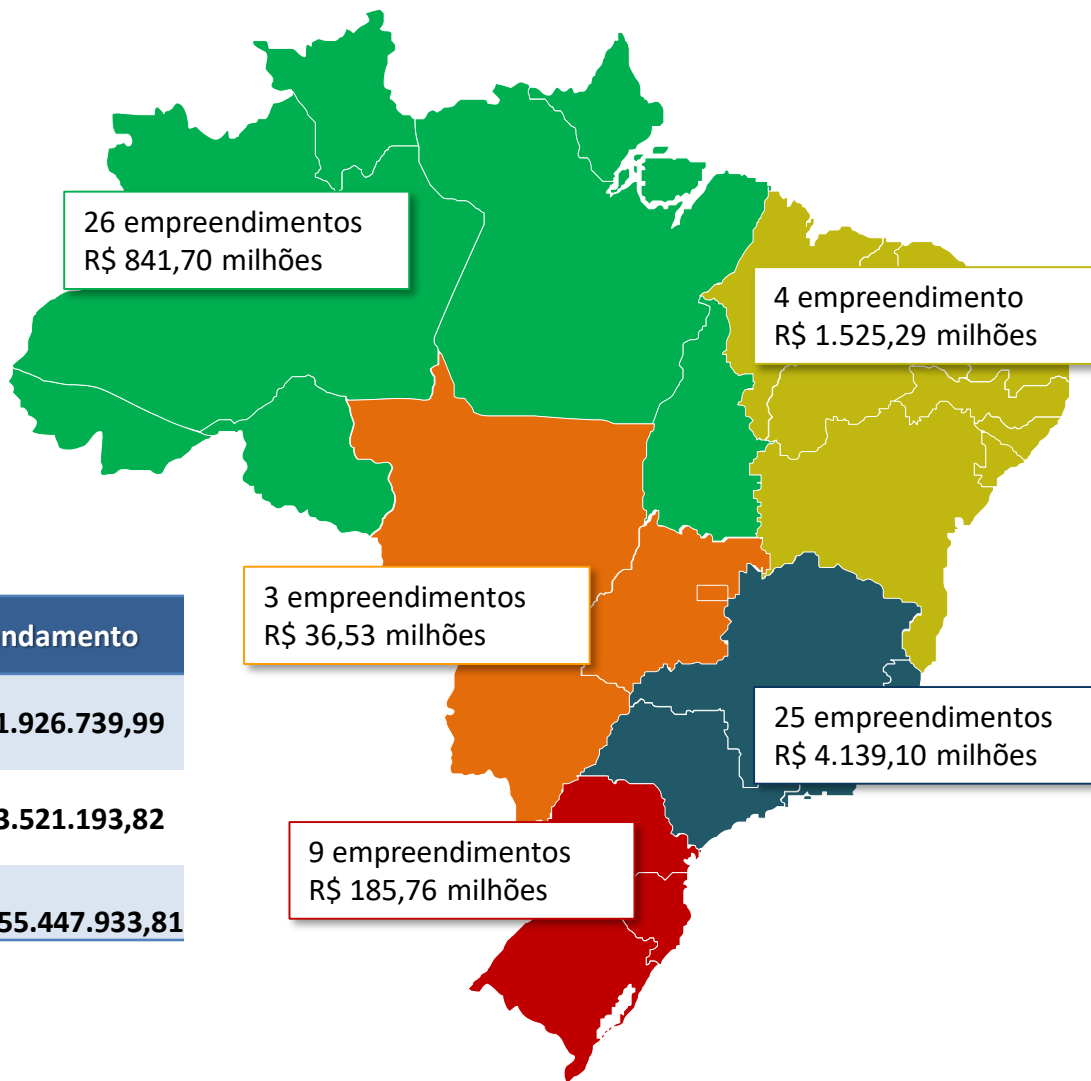 26 empreendimentos
R$ 841,70 milhões
4 empreendimento
R$ 1.525,29 milhões
3 empreendimentos
R$ 36,53 milhões
ndamento
1.926.739,99
3.521.193,82
55.447.933,81
25 empreendimentos
R$ 4.139,10 milhões
9 empreendimentos
R$ 185,76 milhões